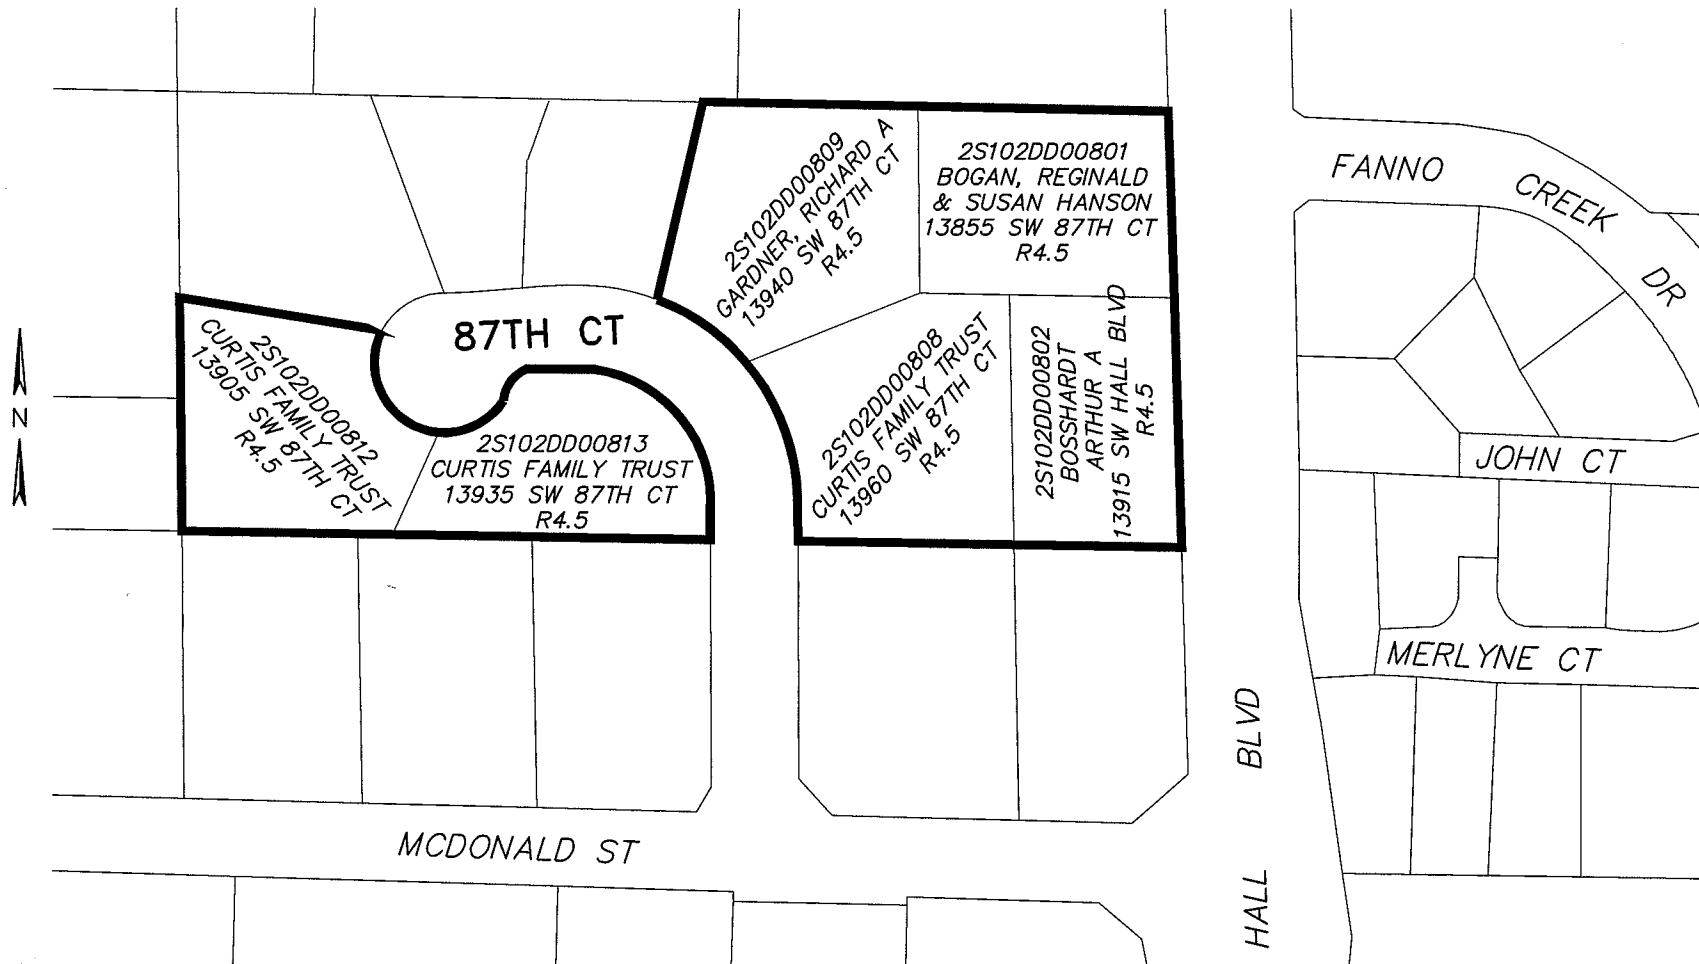 2S102DD00809
GARDNER, RICHARD A
13940 SW 87TH CT
R4.5
2S102DD00801
BOGAN, REGINALD
& SUSAN HANSON
13855 SW 87TH CT
R4.5
FANNO CREEK DR
87TH CT
2S102DD00812
CURTIS FAMILY TRUST
13905 SW 87TH CT
R4.5
2S102DD00813
CURTIS FAMILY TRUST
13935 SW 87TH CT
R4.5
2S102DD00808
CURTIS FAMILY TRUST
13960 SW 87TH CT
R4.5
2S102DD00802
BOSSHARDT
ARTHUR A
13915 SW HALL BLVD
R4.5
N
JOHN CT
MERLYNE CT
HALL BLVD
MCDONALD ST